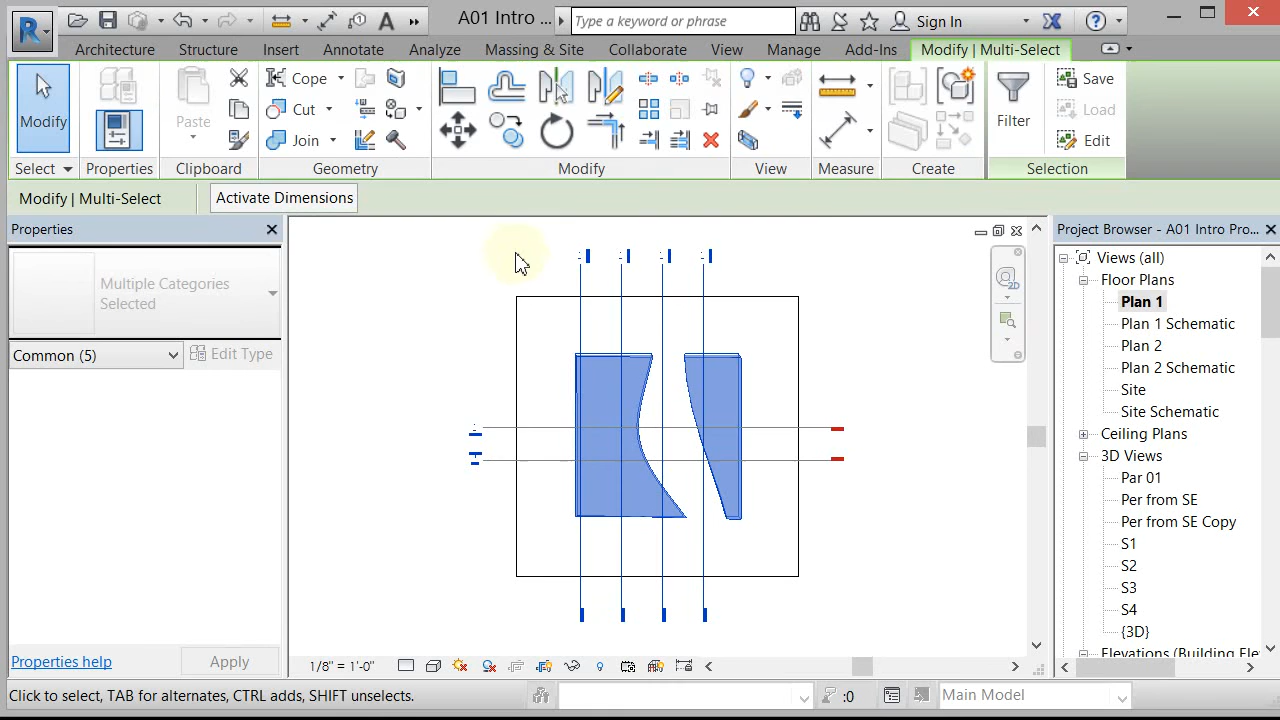 A01 Intro ...
Type a keyword or phrase
Sign In
Architecture
Structure
Insert
Annotate
Analyze
Massing & Site
Collaborate
View
Manage
Add-Ins
Modify | Multi-Select
Modify
Paste
Cope
Cut
Join
Filter
Save
Load
Edit
Select
Properties
Clipboard
Geometry
Modify
View
Measure
Create
Selection
Modify | Multi-Select
Activate Dimensions
Properties
Multiple Categories
Selected
Common (5)
Edit Type
Properties help
Apply
2D
1/8" = 1'-0"
Project Browser - A01 Intro Pro...
Views (all)
Floor Plans
Plan 1
Plan 1 Schematic
Plan 2
Plan 2 Schematic
Site
Site Schematic
Ceiling Plans
3D Views
Par 01
Per from SE
Per from SE Copy
S1
S2
S3
S4
{3D}
Elevations (Building Ele
Click to select, TAB for alternates, CTRL adds, SHIFT unselects.
:0
Main Model